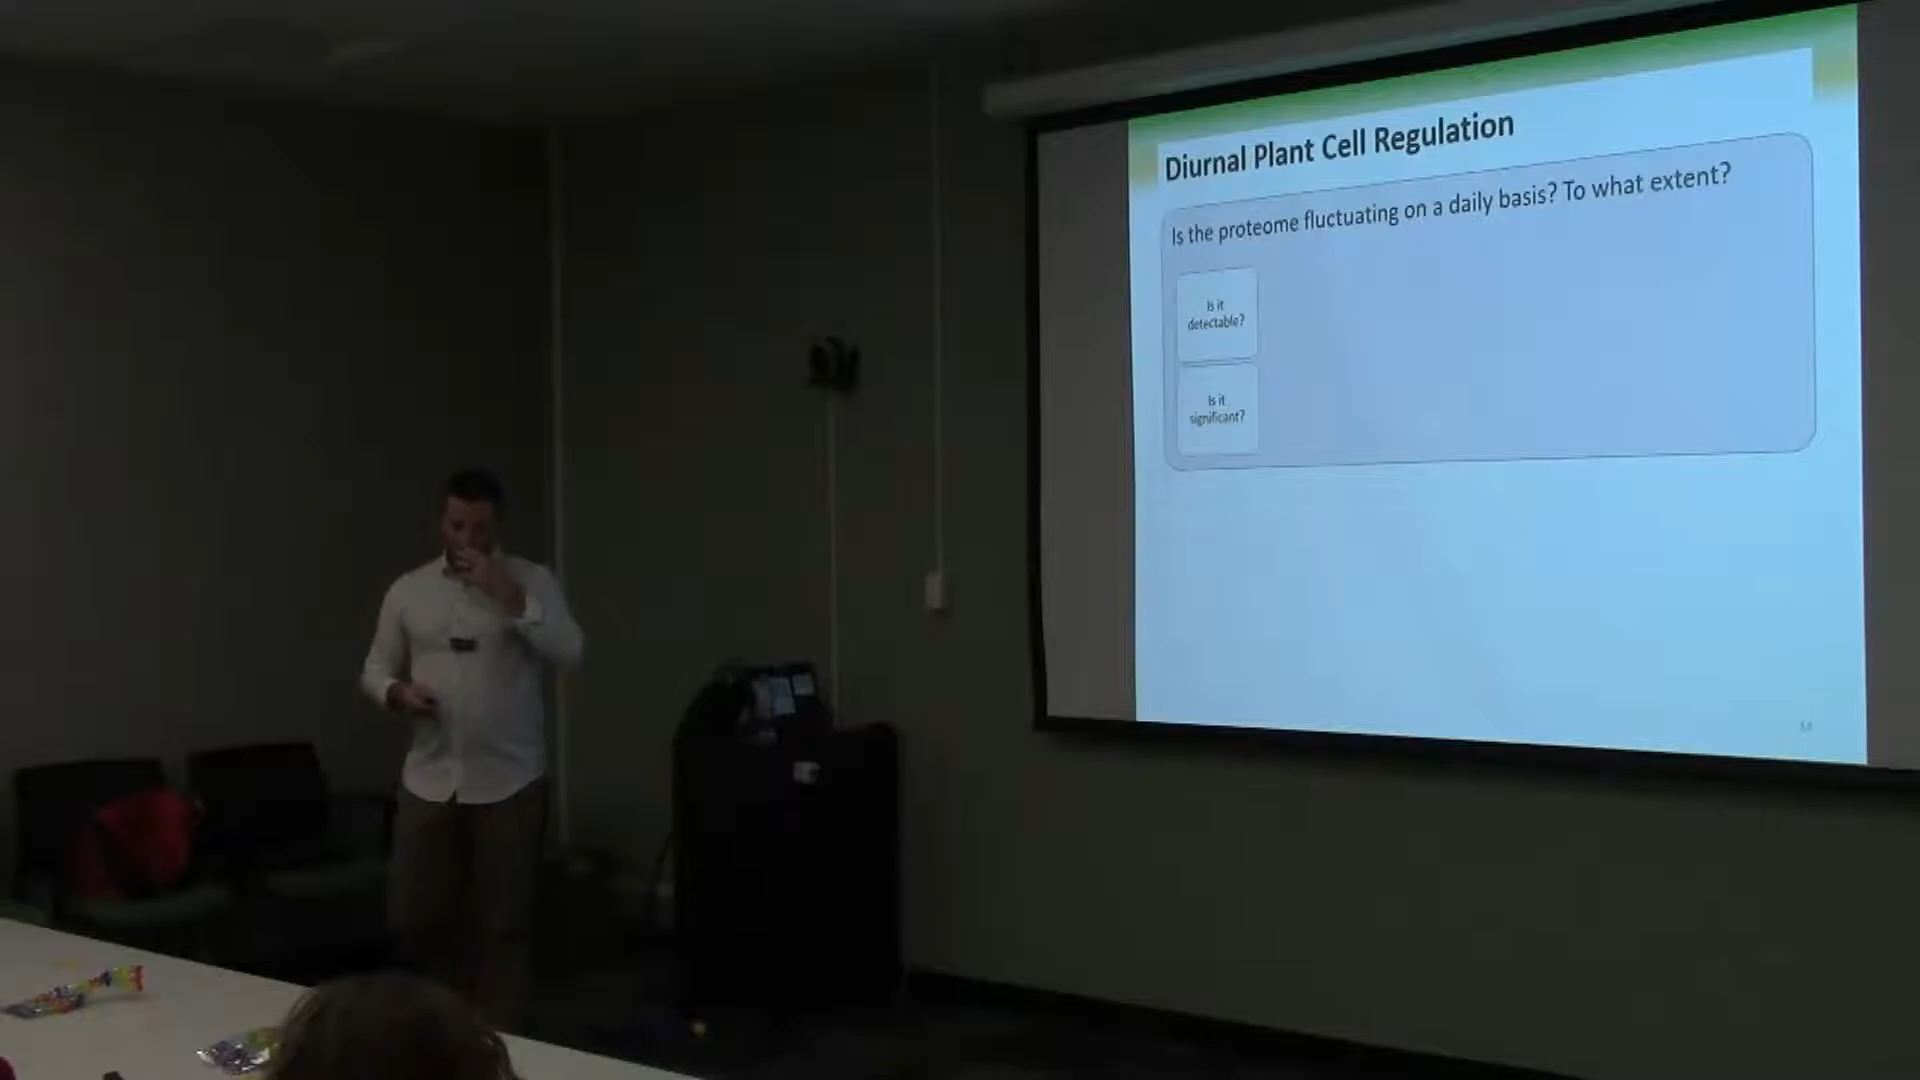 Diurnal Plant Cell Regulation
Is the proteome fluctuating on a daily basis? To what extent?
Is it
detectable?
Is it
significant?